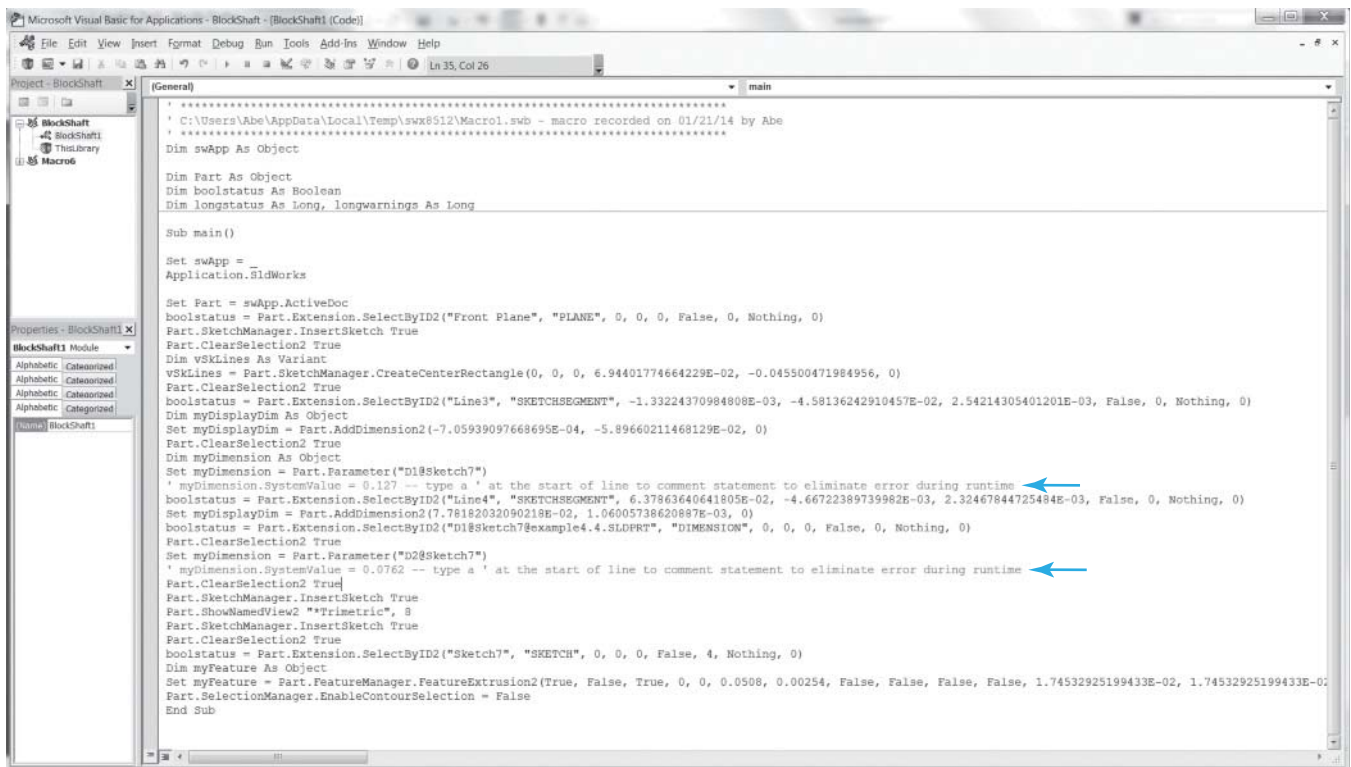 Microsoft Visual Basic for Applications - BlockShaft - [BlockShaft1 (Code)]
File Edit View Insert Format Debug Run Tools Add-Ins Window Help
Ln 35, Col 26
Project - BlockShaft
BlockShaft
BlockShaft1
ThisLibrary
Macro6
Properties - BlockShaft1
BlockShaft1 Module
Alphabetic Categorized
Alphabetic Categorized
Alphabetic Categorized
Alphabetic Categorized
(Name) BlockShaft1
(General) main
' ******************************************************************************
' C:\Users\Abe\AppData\Local\Temp\swx8512\Macro1.swb - macro recorded on 01/21/14 by Abe
' ******************************************************************************
Dim swApp As Object
Dim Part As Object
Dim boolstatus As Boolean
Dim longstatus As Long, longwarnings As Long
Sub main()
Set swApp = _
Application.SldWorks
Set Part = swApp.ActiveDoc
boolstatus = Part.Extension.SelectByID2("Front Plane", "PLANE", 0, 0, 0, False, 0, Nothing, 0)
Part.SketchManager.InsertSketch True
Part.ClearSelection2 True
Dim vSkLines As Variant
vSkLines = Part.SketchManager.CreateCenterRectangle(0, 0, 0, 6.94401774664229E-02, -0.045500471984956, 0)
Part.ClearSelection2 True
boolstatus = Part.Extension.SelectByID2("Line3", "SKETCHSEGMENT", -1.33224370984808E-03, -4.58136242910457E-02, 2.54214305401201E-03, False, 0, Nothing, 0)
Dim myDisplayDim As Object
Set myDisplayDim = Part.AddDimension2(-7.05939097668695E-04, -5.89660211468129E-02, 0)
Part.ClearSelection2 True
Dim myDimension As Object
Set myDimension = Part.Parameter("D1@Sketch7")
' myDimension.SystemValue = 0.127 -- type a ' at the start of line to comment statement to eliminate error during runtime
boolstatus = Part.Extension.SelectByID2("Line4", "SKETCHSEGMENT", 6.37863640641805E-02, -4.66722389739982E-03, 2.32467844725484E-03, False, 0, Nothing, 0)
Set myDisplayDim = Part.AddDimension2(7.78182032090218E-02, 1.06005738620887E-03, 0)
boolstatus = Part.Extension.SelectByID2("D1@Sketch7@example4.4.SLDPRT", "DIMENSION", 0, 0, 0, False, 0, Nothing, 0)
Part.ClearSelection2 True
Set myDimension = Part.Parameter("D2@Sketch7")
' myDimension.SystemValue = 0.0762 -- type a ' at the start of line to comment statement to eliminate error during runtime
Part.ClearSelection2 True
Part.SketchManager.InsertSketch True
Part.ShowNamedView2 "*Trimetric", 8
Part.SketchManager.InsertSketch True
Part.ClearSelection2 True
boolstatus = Part.Extension.SelectByID2("Sketch7", "SKETCH", 0, 0, 0, False, 4, Nothing, 0)
Dim myFeature As Object
Set myFeature = Part.FeatureManager.FeatureExtrusion2(True, False, True, 0, 0, 0.0508, 0.00254, False, False, False, False, 1.74532925199433E-02, 1.74532925199433E-02
Part.SelectionManager.EnableContourSelection = False
End Sub